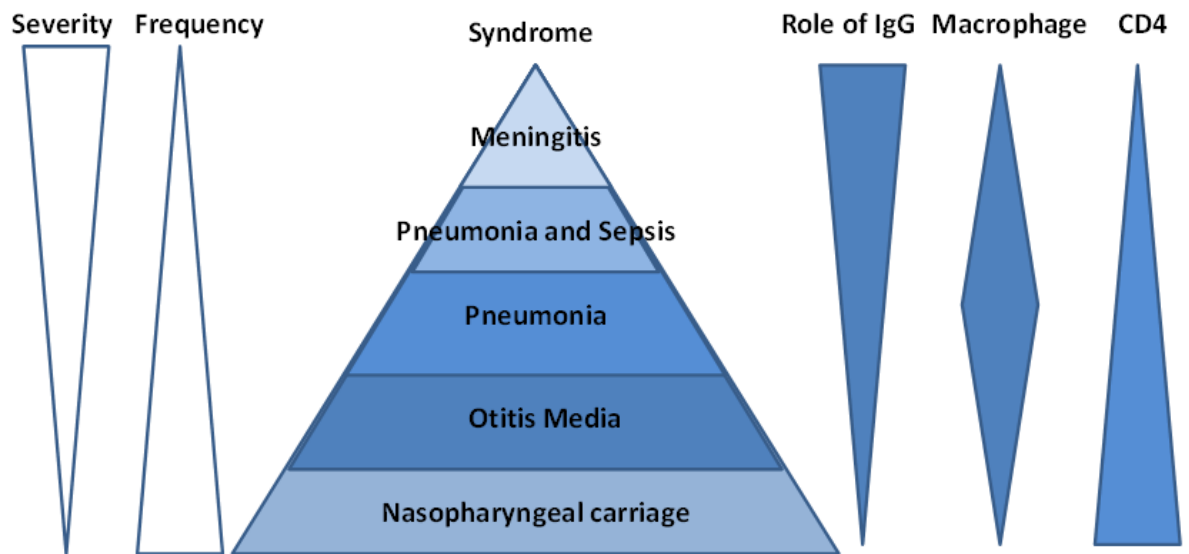 Severity Frequency Syndrome Role of IgG Macrophage CD4
Meningitis
Pneumonia and Sepsis
Pneumonia
Otitis Media
Nasopharyngeal carriage